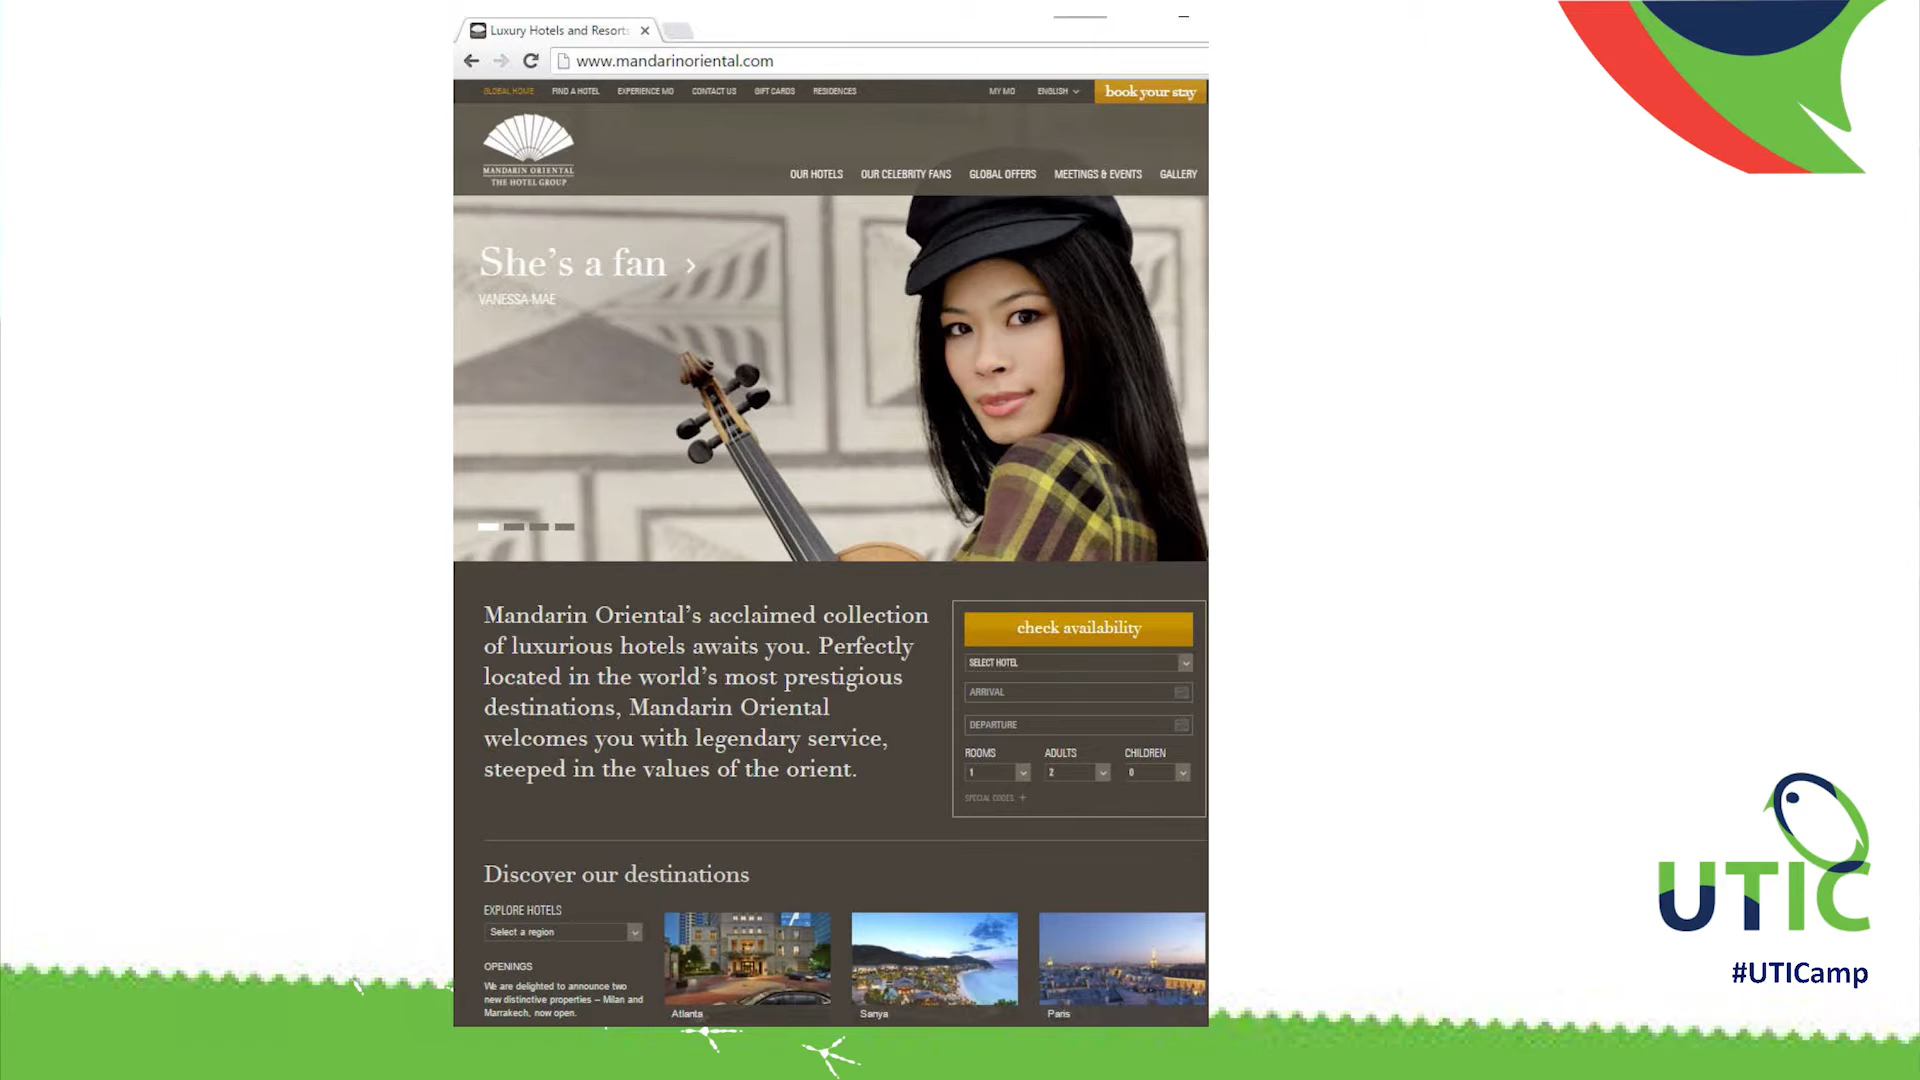 Luxury Hotels and Resorts
www.mandarinoriental.com
GLOBAL HOME FIND A HOTEL EXPERIENCE MO CONTACT US GIFT CARDS RESIDENCES MY MO ENGLISH book your stay
MANDARIN ORIENTAL
THE HOTEL GROUP
OUR HOTELS OUR CELEBRITY FANS GLOBAL OFFERS MEETINGS & EVENTS GALLERY
She's a fan
VANESSA-MAE
Mandarin Oriental's acclaimed collection
of luxurious hotels awaits you. Perfectly
located in the world's most prestigious
destinations, Mandarin Oriental
welcomes you with legendary service,
steeped in the values of the orient.
check availability
SELECT HOTEL
ARRIVAL
DEPARTURE
ROOMS ADULTS CHILDREN
1 2 0
SPECIAL CODES +
Discover our destinations
EXPLORE HOTELS
Select a region
OPENINGS
We are delighted to announce two
new distinctive properties – Milan and
Marrakech, now open.
Atlanta Sanya Paris
UTIC
#UTICamp